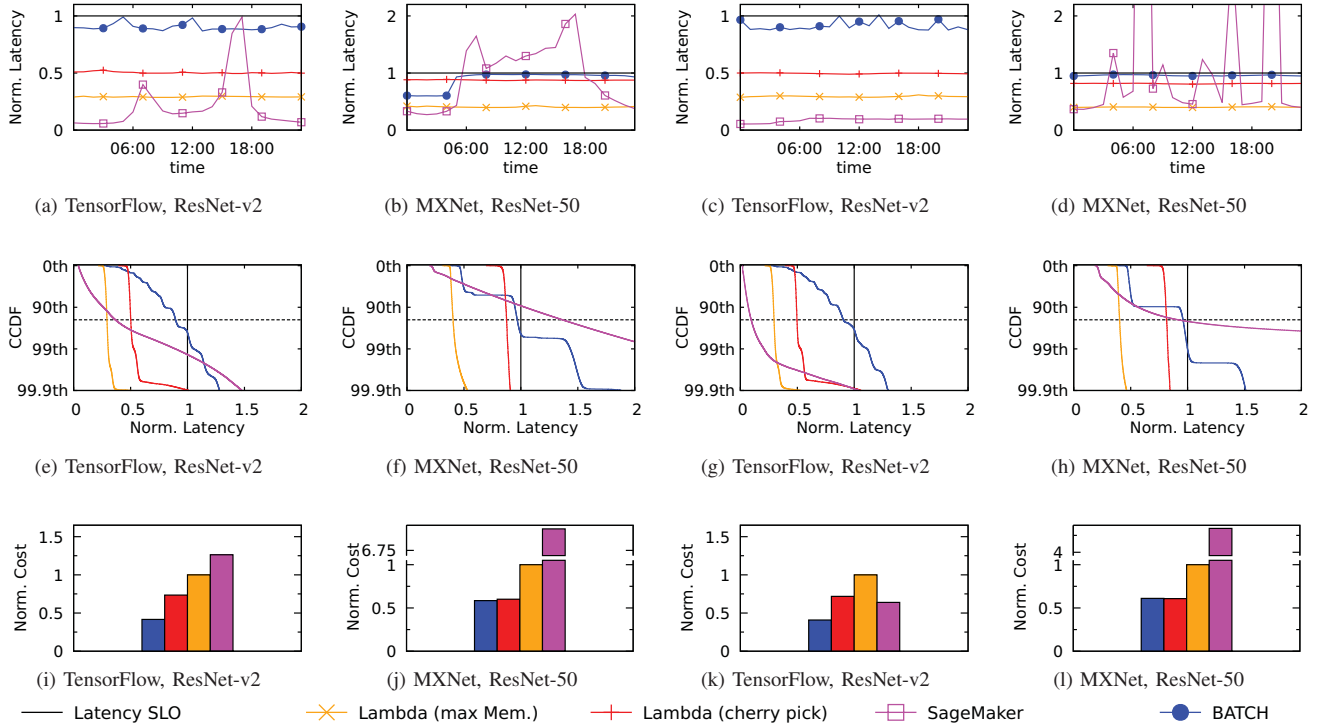 Norm. Latency
1
0.5
0
06:00 12:00 18:00
time
(a) TensorFlow, ResNet-v2
2
1
0
06:00 12:00 18:00
time
(b) MXNet, ResNet-50
Norm. Latency
1
0.5
0
06:00 12:00 18:00
time
(c) TensorFlow, ResNet-v2
2
1
0
06:00 12:00 18:00
time
(d) MXNet, ResNet-50
CCDF
0th
90th
99th
99.9th
0 0.5 1 1.5 2
Norm. Latency
(e) TensorFlow, ResNet-v2
CCDF
0th
90th
99th
99.9th
0 0.5 1 1.5 2
Norm. Latency
(f) MXNet, ResNet-50
CCDF
0th
90th
99th
99.9th
0 0.5 1 1.5 2
Norm. Latency
(g) TensorFlow, ResNet-v2
CCDF
0th
90th
99th
99.9th
0 0.5 1 1.5 2
Norm. Latency
(h) MXNet, ResNet-50
Norm. Cost
1.5
1
0.5
0
(i) TensorFlow, ResNet-v2
Norm. Cost
6.75
1
0.5
0
(j) MXNet, ResNet-50
Norm. Cost
1.5
1
0.5
0
(k) TensorFlow, ResNet-v2
Norm. Cost
4
1
0.5
0
(l) MXNet, ResNet-50
Latency SLO Lambda (max Mem.) Lambda (cherry pick) SageMaker BATCH